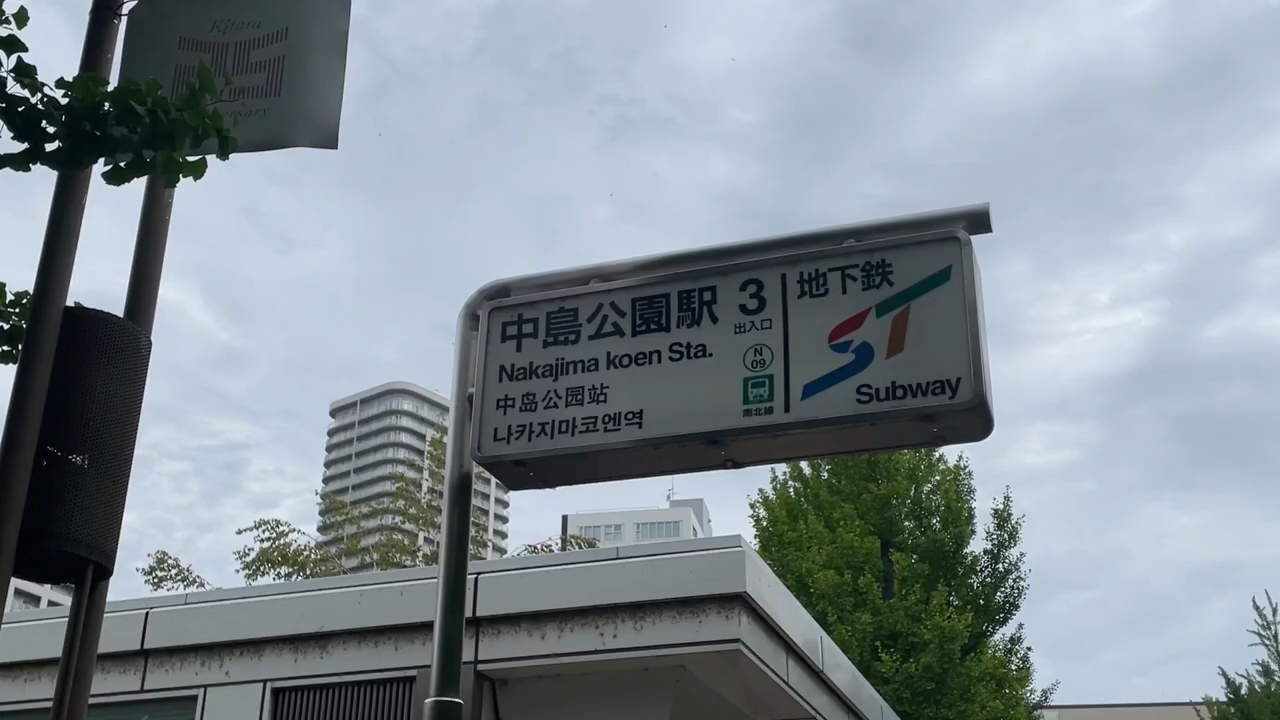 Kitara
中島公園駅
Nakajima koen Sta.
中岛公园站
나카지마코엔역
3
出入口
N
09
南北線
地下鉄
ST
Subway